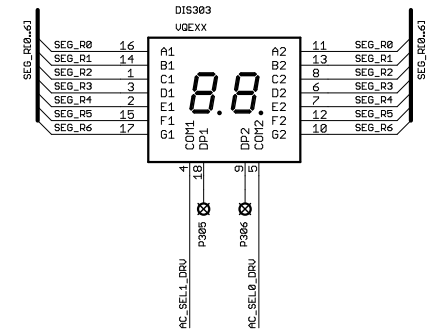 DIS303
VQEXX
SEG_R[0..6]
SEG_R[0..6]
SEG_R0 16 A1 A2 11 SEG_R0
SEG_R1 14 B1 B2 13 SEG_R1
SEG_R2 1 C1 C2 8 SEG_R2
SEG_R3 3 D1 D2 6 SEG_R3
SEG_R4 2 E1 E2 7 SEG_R4
SEG_R5 15 F1 F2 12 SEG_R5
SEG_R6 17 G1 G2 10 SEG_R6
8.8.
COM1
DP1
DP2
COM2
4
18
9
5
P305
P306
AC_SEL1_DRV
AC_SEL0_DRV